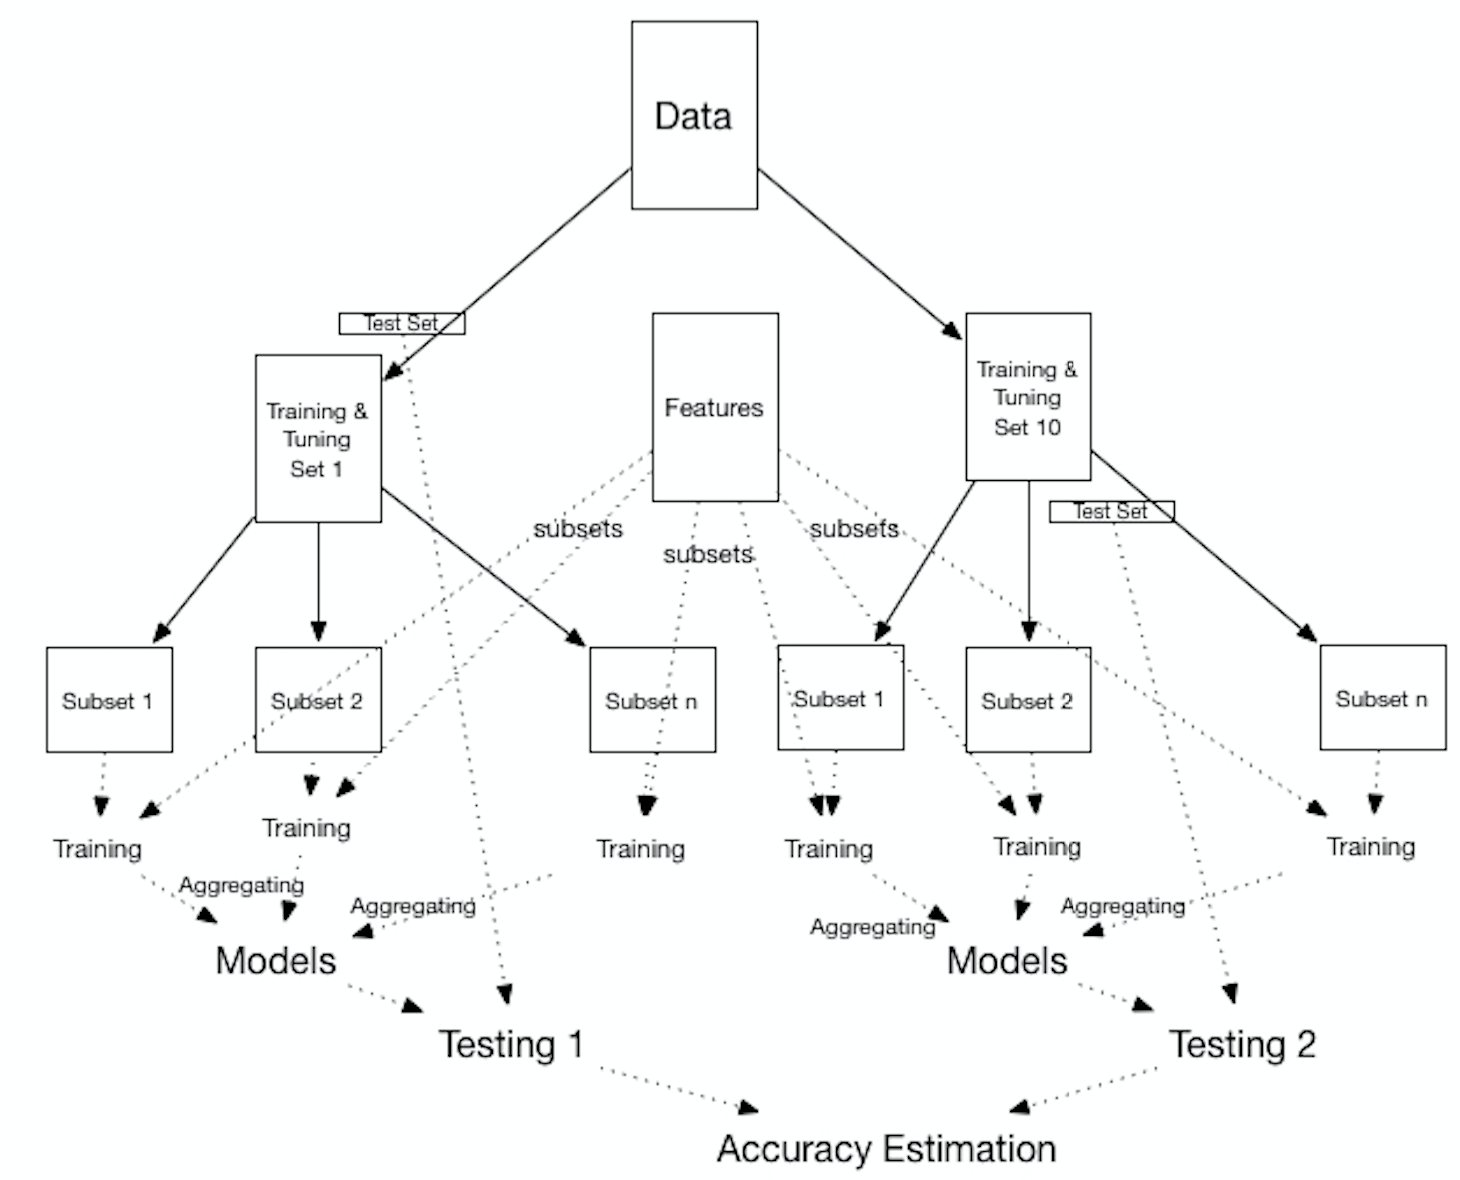 Data
Test Set
Training &
Tuning
Set 1
Features
Training &
Tuning
Set 10
Test Set
subsets
subsets
subsets
Subset 1
Subset 2
Subset n
Subset 1
Subset 2
Subset n
Training
Training
Training
Training
Training
Training
Aggregating
Aggregating
Aggregating
Aggregating
Models
Models
Testing 1
Testing 2
Accuracy Estimation